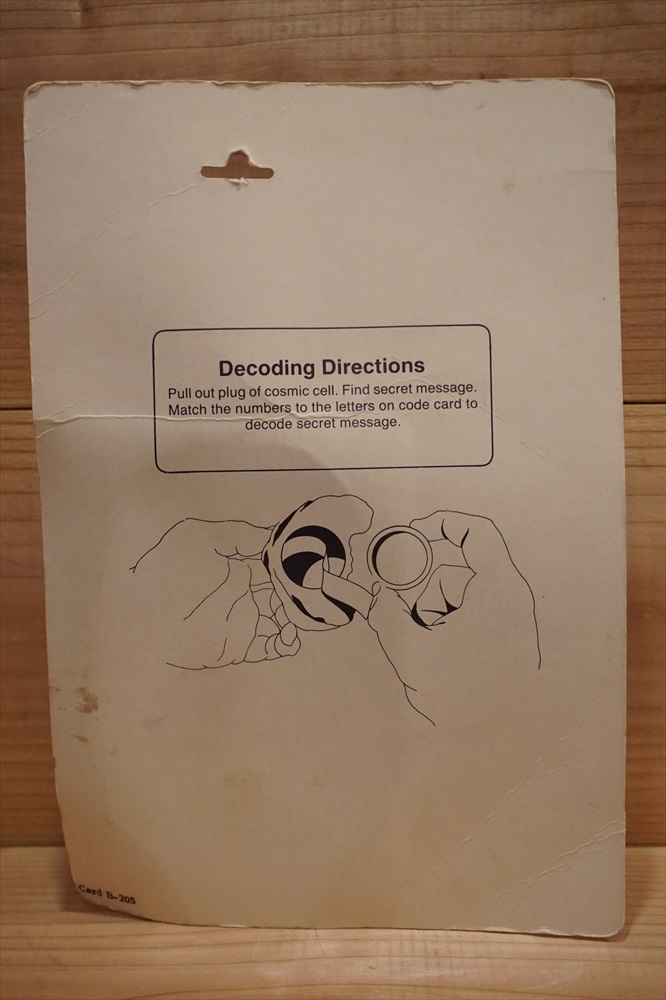 Decoding Directions
Pull out plug of cosmic cell. Find secret message.
Match the numbers to the letters on code card to
decode secret message.
Card B-205